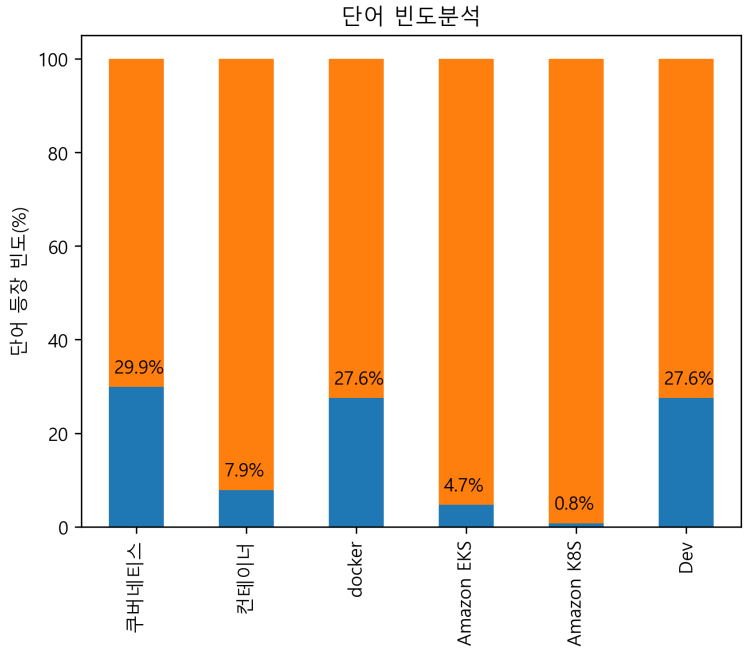 단어 빈도분석
단어 등장 빈도(%)
100
80
60
40
20
0
29.9%
7.9%
27.6%
4.7%
0.8%
27.6%
쿠버네티스
컨테이너
docker
Amazon EKS
Amazon K8S
Dev